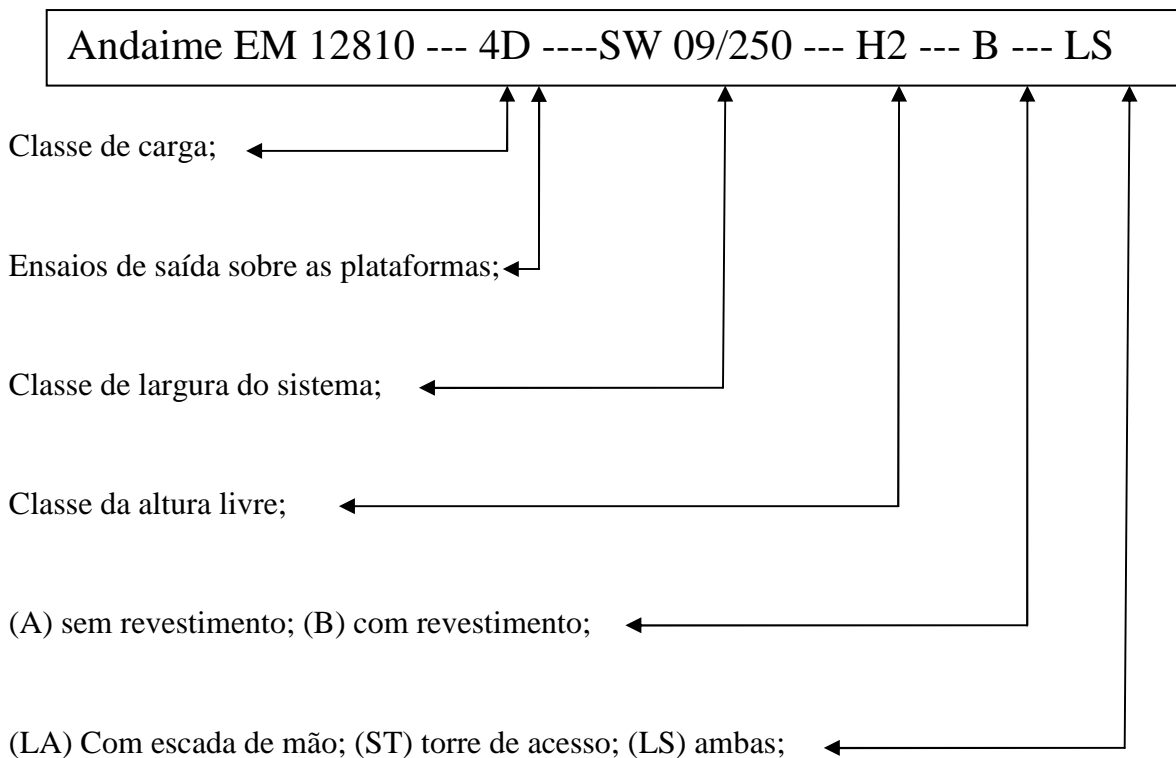 Andaime EM 12810 --- 4D ----SW 09/250 --- H2 --- B --- LS
Classe de carga;
Ensaios de saída sobre as plataformas;
Classe de largura do sistema;
Classe da altura livre;
(A) sem revestimento; (B) com revestimento;
(LA) Com escada de mão; (ST) torre de acesso; (LS) ambas;